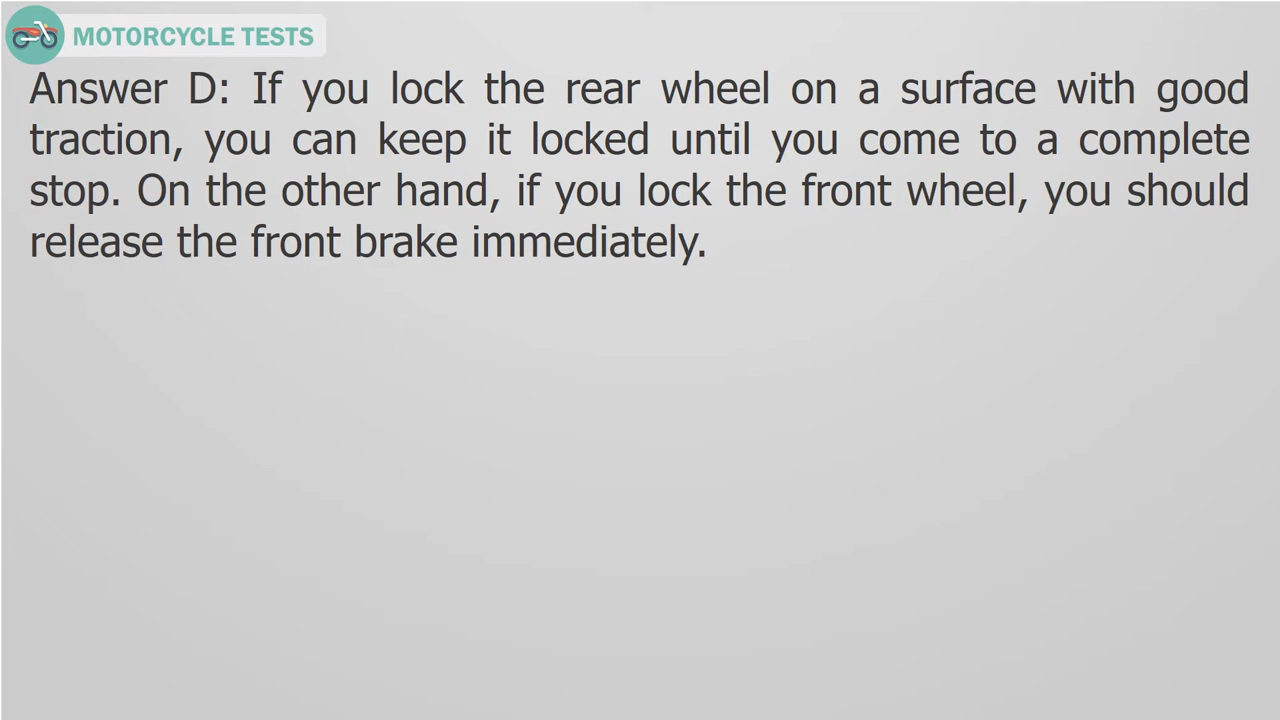 MOTORCYCLE TESTS
Answer D: If you lock the rear wheel on a surface with good
traction, you can keep it locked until you come to a complete
stop. On the other hand, if you lock the front wheel, you should
release the front brake immediately.